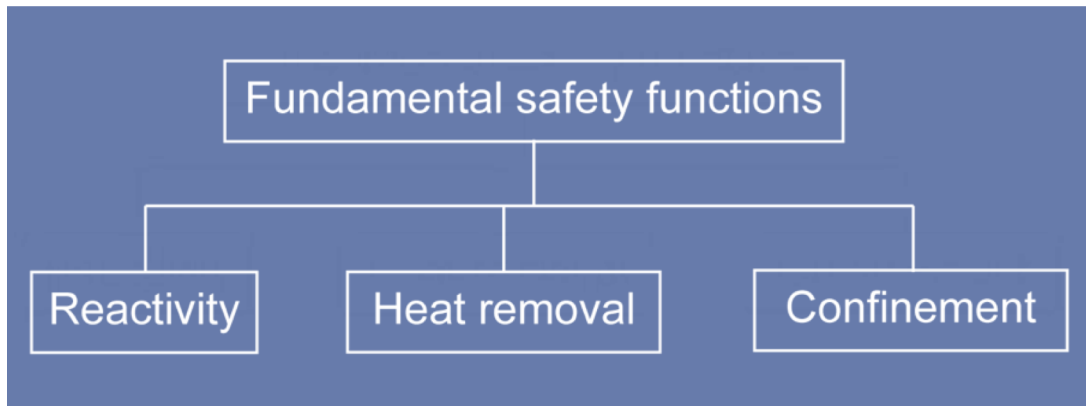 Fundamental safety functions
Reactivity
Heat removal
Confinement